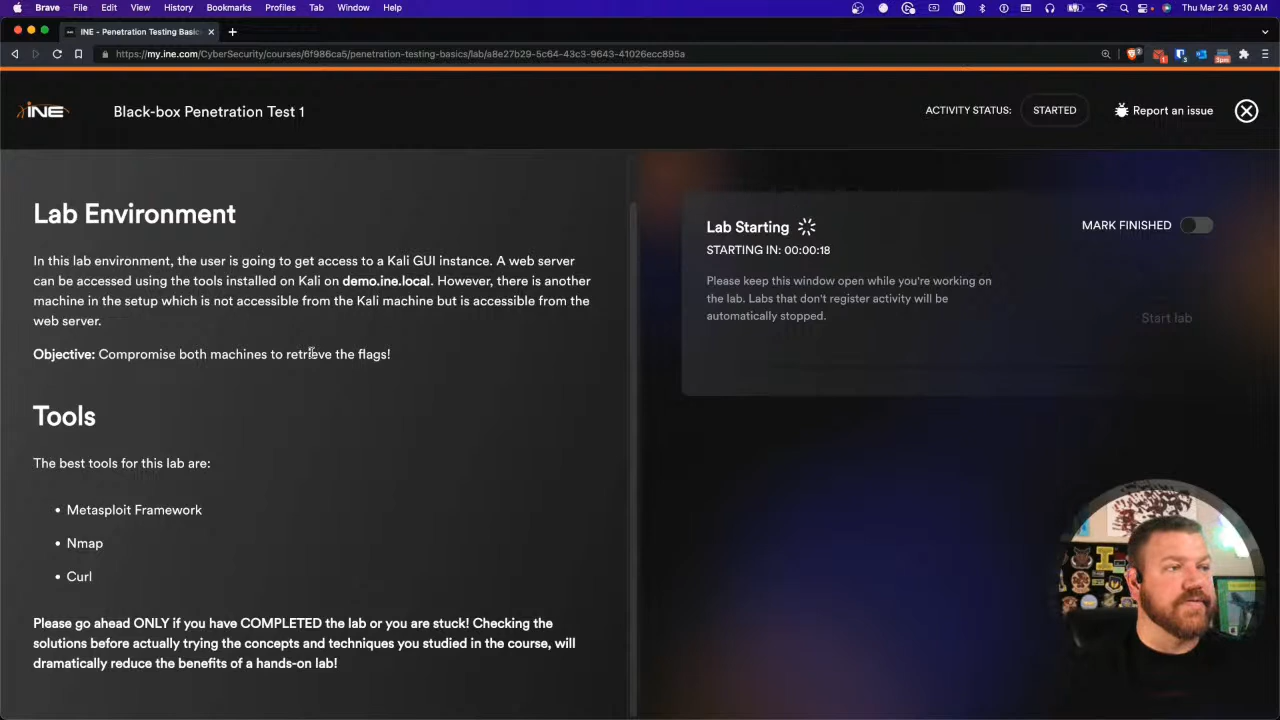 Brave File Edit View History Bookmarks Profiles Tab Window Help
Thu Mar 24 9:30 AM
INE - Penetration Testing Basic
https://my.ine.com/CyberSecurity/courses/6f986ca5/penetration-testing-basics/lab/a8e27b29-5c64-43c3-9643-41026ecc895a
INE
Black-box Penetration Test 1
ACTIVITY STATUS: STARTED
Report an issue
Lab Environment
In this lab environment, the user is going to get access to a Kali GUI instance. A web server
can be accessed using the tools installed on Kali on demo.ine.local. However, there is another
machine in the setup which is not accessible from the Kali machine but is accessible from the
web server.
Objective: Compromise both machines to retrieve the flags!
Tools
The best tools for this lab are:
• Metasploit Framework
• Nmap
• Curl
Please go ahead ONLY if you have COMPLETED the lab or you are stuck! Checking the
solutions before actually trying the concepts and techniques you studied in the course, will
dramatically reduce the benefits of a hands-on lab!
Lab Starting
MARK FINISHED
STARTING IN: 00:00:18
Please keep this window open while you're working on
the lab. Labs that don't register activity will be
automatically stopped.
Start lab